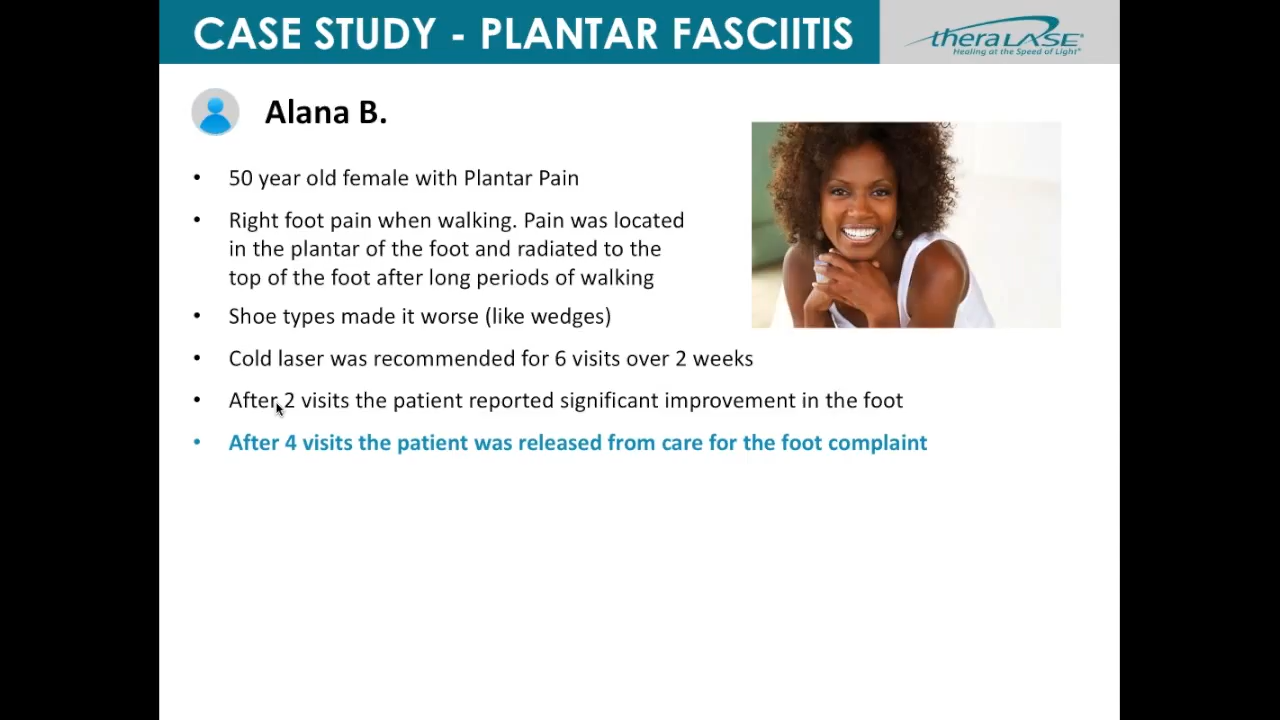 CASE STUDY - PLANTAR FASCIITIS
theraLASE
Healing at the Speed of Light®
Alana B.
• 50 year old female with Plantar Pain
• Right foot pain when walking. Pain was located
in the plantar of the foot and radiated to the
top of the foot after long periods of walking
• Shoe types made it worse (like wedges)
• Cold laser was recommended for 6 visits over 2 weeks
• After 2 visits the patient reported significant improvement in the foot
• After 4 visits the patient was released from care for the foot complaint